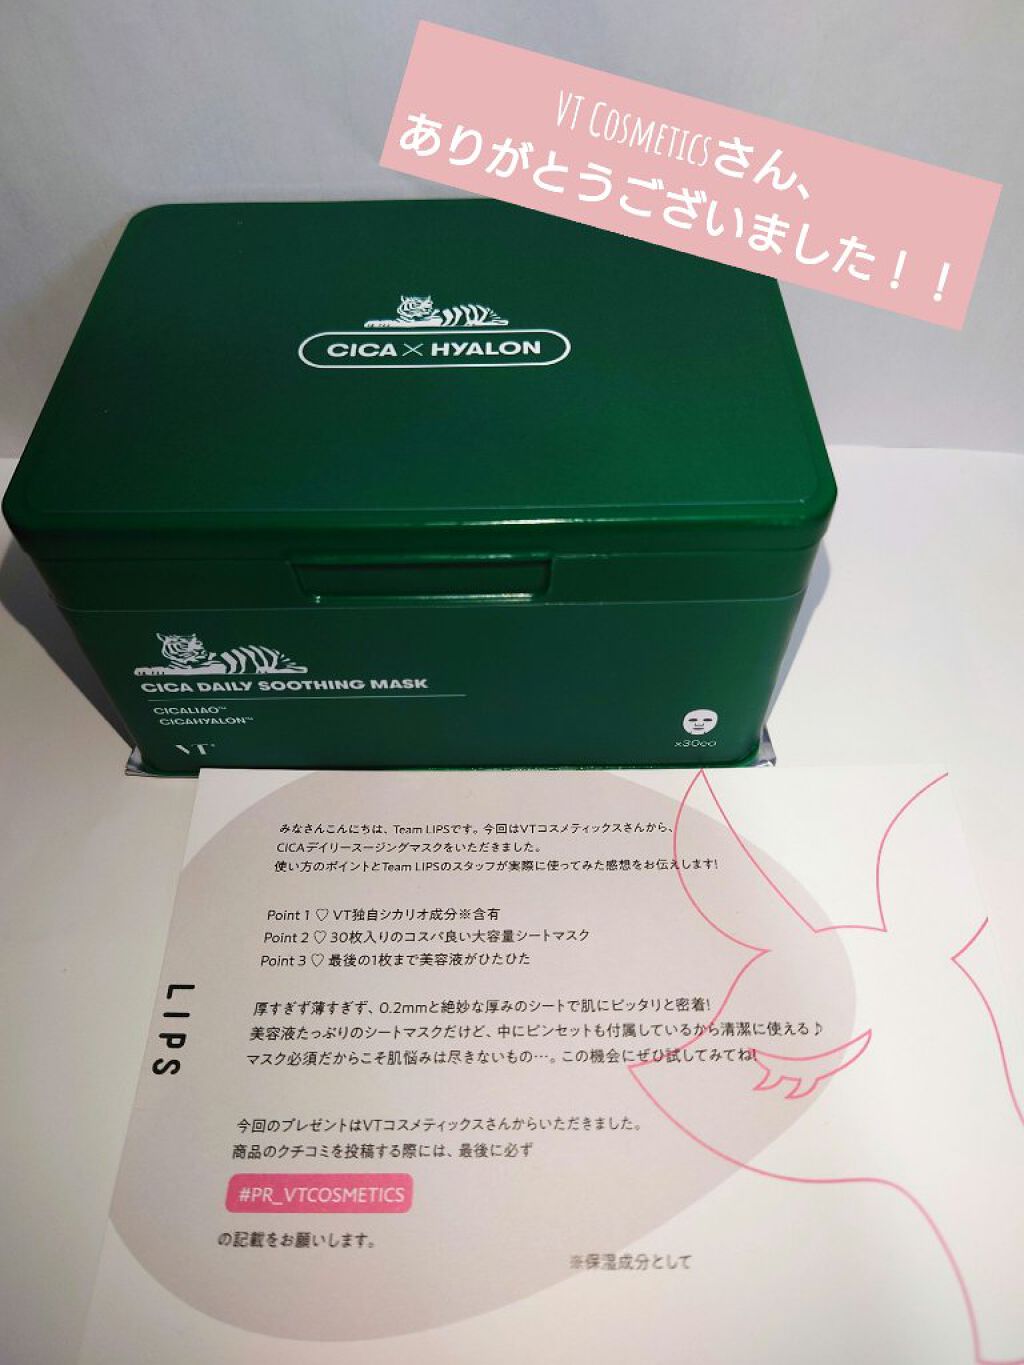 VT COSMETICSさん、
ありがとうございました！！
CICA×HYALON
CICA DAILY SOOTHING MASK
CICALIAO™
CICAHYALON™
VT®
x30ea
みなさんこんにちは、Team LIPSです。今回はVTコスメティックスさんから、
CICAデイリースージングマスクをいただきました。
使い方のポイントとTeam LIPSのスタッフが実際に使ってみた感想をお伝えします!
Point 1 ♡ VT独自シカリオ成分※含有
Point 2 ♡ 30枚入りのコスパ良い大容量シートマスク
Point 3 ♡ 最後の1枚まで美容液がひたひた
厚すぎず薄すぎず、0.2mmと絶妙な厚みのシートで肌にピッタリと密着!
美容液たっぷりのシートマスクだけど、中にピンセットも付属しているから清潔に使える♪
マスク必須だからこそ肌悩みは尽きないもの…。この機会にぜひ試してみてね!
LIPS
今回のプレゼントはVTコスメティックスさんからいただきました。
商品のクチコミを投稿する際には、最後に必ず
#PR_VTCOSMETICS
の記載をお願いします。
※保湿成分として